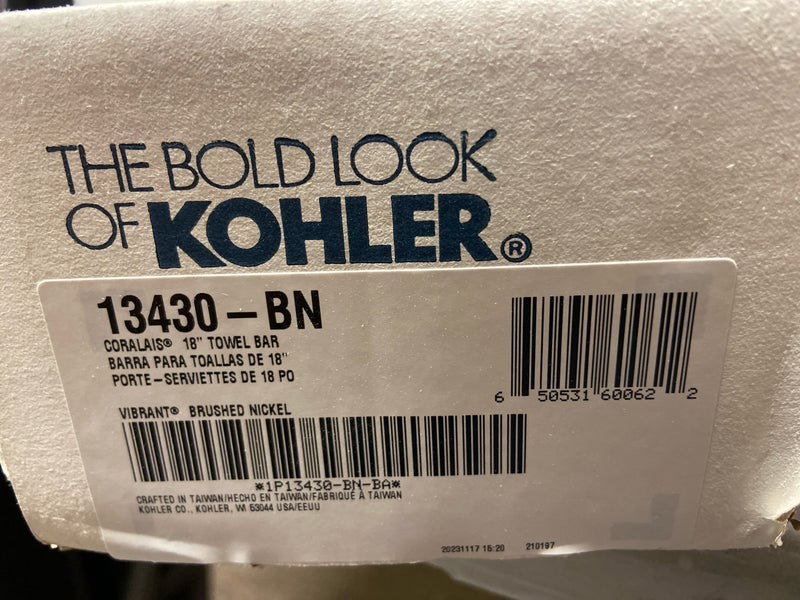 THE BOLD LOOK
OF KOHLER®
13430-BN
CORALAIS® 18" TOWEL BAR
BARRA PARA TOALLAS DE 18"
PORTE-SERVIETTES DE 18 PO
6 50531 60062 2
VIBRANT® BRUSHED NICKEL
*1P13430-BN-BA*
CRAFTED IN TAIWAN/HECHO EN TAIWAN/FABRIQUÉ À TAIWAN
KOHLER CO., KOHLER, WI 53044 USA/EEUU
20231117 15:20 210187